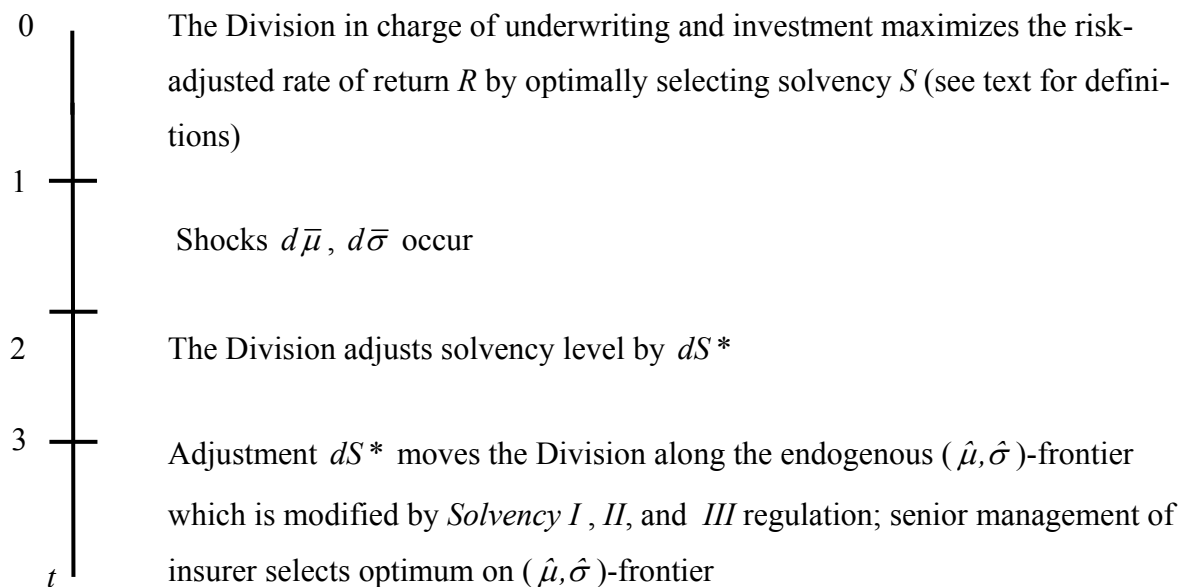 0 The Division in charge of underwriting and investment maximizes the risk-
adjusted rate of return R by optimally selecting solvency S (see text for defini-
tions)
1
Shocks dμ̅, dσ̅ occur
2 The Division adjusts solvency level by dS*
3
Adjustment dS* moves the Division along the endogenous (μ̂,σ̂)-frontier
which is modified by Solvency I , II, and III regulation; senior management of
t insurer selects optimum on (μ̂,σ̂)-frontier